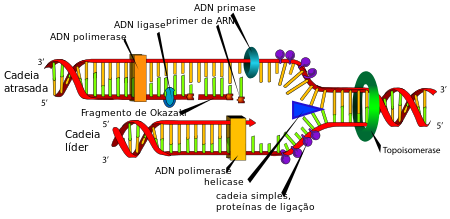 ADN primase
ADN ligase
primer de ARN
ADN polimerase
3'
Cadeia
atrasada
5'
3'
5'
Fragmento de Okazaki
5'
Cadeia
líder
3'
Topoisomerase
ADN polimerase
helicase
cadeia simples,
proteínas de ligação